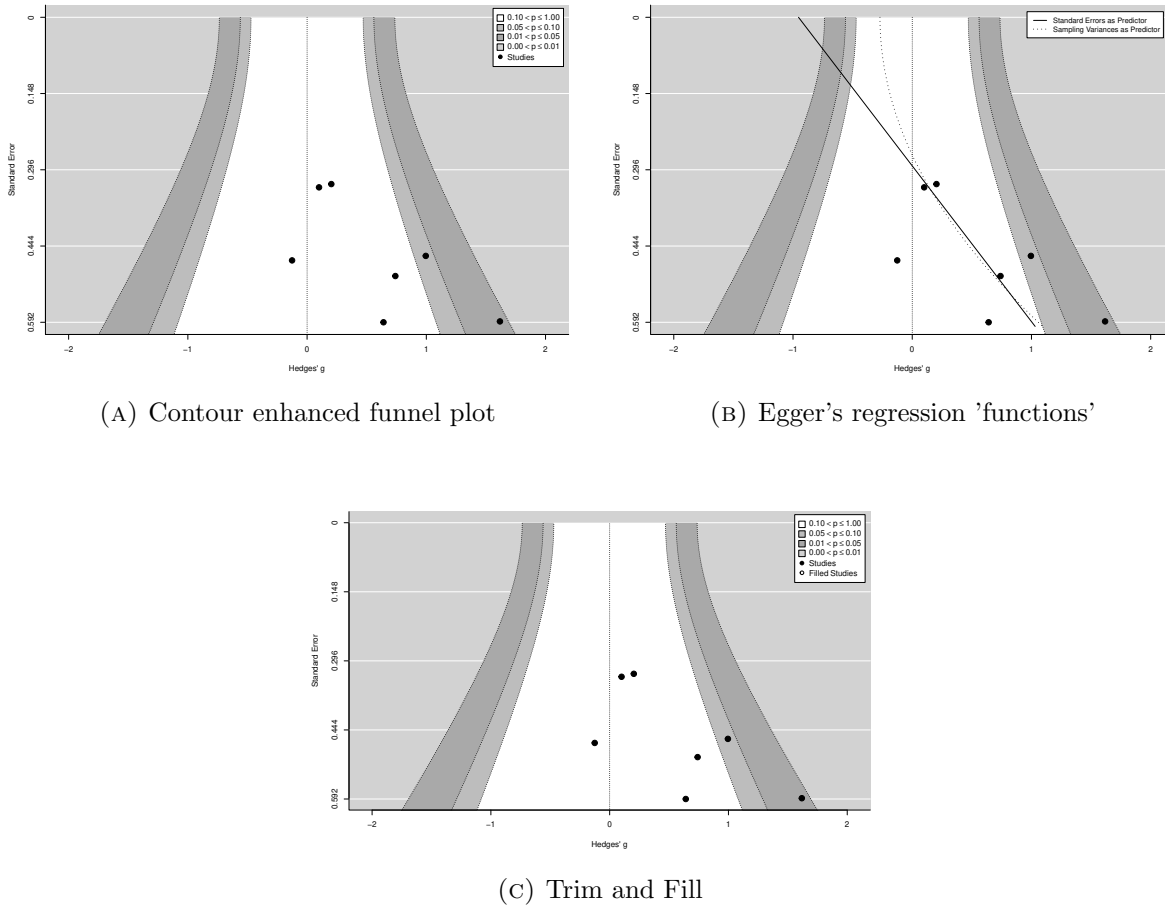 0.10 < p ≤ 1.00
0.05 < p ≤ 0.10
0.01 < p ≤ 0.05
0.00 < p ≤ 0.01
Studies
Standard Error
0
0.148
0.296
0.444
0.592
−2
−1
0
1
2
Hedges' g
(A) Contour enhanced funnel plot
Standard Errors as Predictor
Sampling Variances as Predictor
Standard Error
0
0.148
0.296
0.444
0.592
−2
−1
0
1
2
Hedges' g
(B) Egger's regression 'functions'
0.10 < p ≤ 1.00
0.05 < p ≤ 0.10
0.01 < p ≤ 0.05
0.00 < p ≤ 0.01
Studies
Filled Studies
Standard Error
0
0.148
0.296
0.444
0.592
−2
−1
0
1
2
Hedges' g
(C) Trim and Fill